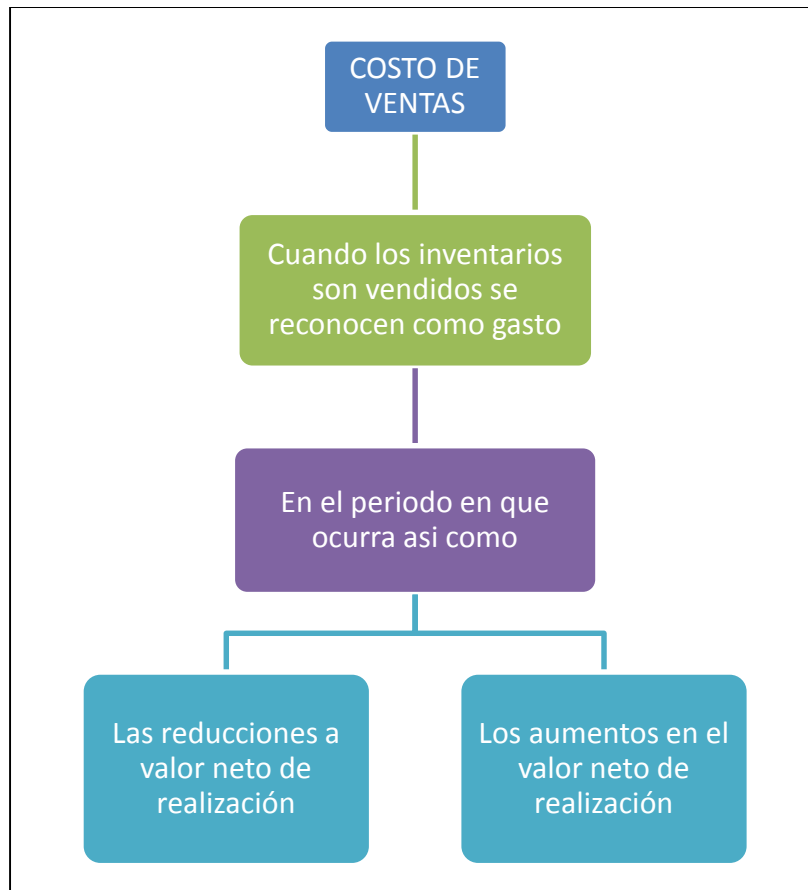 COSTO DE
VENTAS
Cuando los inventarios
son vendidos se
reconocen como gasto
En el periodo en que
ocurra asi como
Las reducciones a
valor neto de
realización
Los aumentos en el
valor neto de
realización